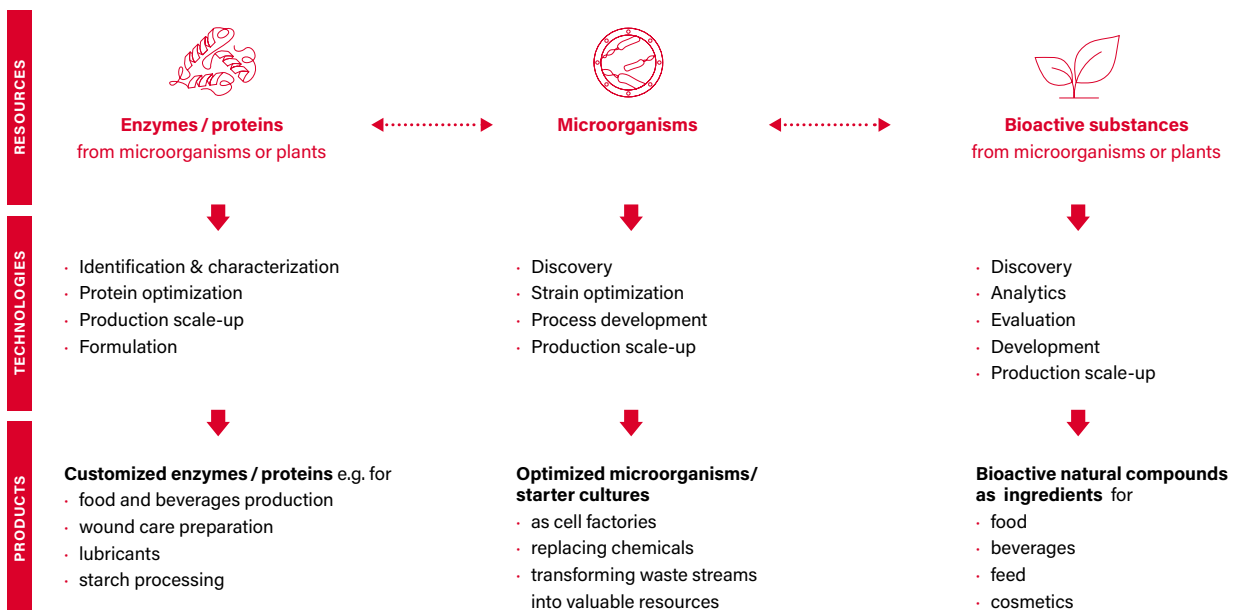 RESOURCES
Enzymes / proteins
from microorganisms or plants
Microorganisms
Bioactive substances
from microorganisms or plants
TECHNOLOGIES
· Identification & characterization
· Protein optimization
· Production scale-up
· Formulation
· Discovery
· Strain optimization
· Process development
· Production scale-up
· Discovery
· Analytics
· Evaluation
· Development
· Production scale-up
PRODUCTS
Customized enzymes / proteins e.g. for
· food and beverages production
· wound care preparation
· lubricants
· starch processing
Optimized microorganisms/
starter cultures
· as cell factories
· replacing chemicals
· transforming waste streams
into valuable resources
Bioactive natural compounds
as ingredients for
· food
· beverages
· feed
· cosmetics